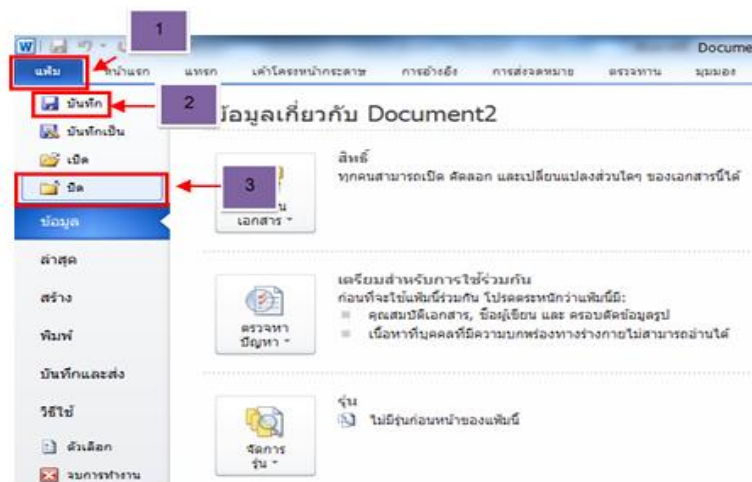 1
Docume
แฟ้ม หน้าแรก แทรก เค้าโครงหน้ากระดาษ การอ้างอิง การส่งจดหมาย ตรวจทาน มุมมอง
บันทึก
2
ข้อมูลเกี่ยวกับ Document2
บันทึกเป็น
เปิด
ปิด
3
ข้อมูล
ล่าสุด
สร้าง
พิมพ์
บันทึกและส่ง
วิธีใช้
ตัวเลือก
จบการทำงาน
เอกสาร
สิทธิ์
ทุกคนสามารถเปิด คัดลอก และเปลี่ยนแปลงส่วนใดๆ ของเอกสารนี้ได้
ตรวจหา
ปัญหา
เตรียมสำหรับการใช้ร่วมกัน
ก่อนที่จะใช้แฟ้มนี้ร่วมกัน โปรดตระหนักว่าแฟ้มนี้มี:
คุณสมบัติเอกสาร, ชื่อผู้เขียน และ ครอบตัดข้อมูลรูป
เนื้อหาที่บุคคลที่มีความบกพร่องทางร่างกายไม่สามารถอ่านได้
จัดการ
รุ่น
รุ่น
ไม่มีรุ่นก่อนหน้าของแฟ้มนี้